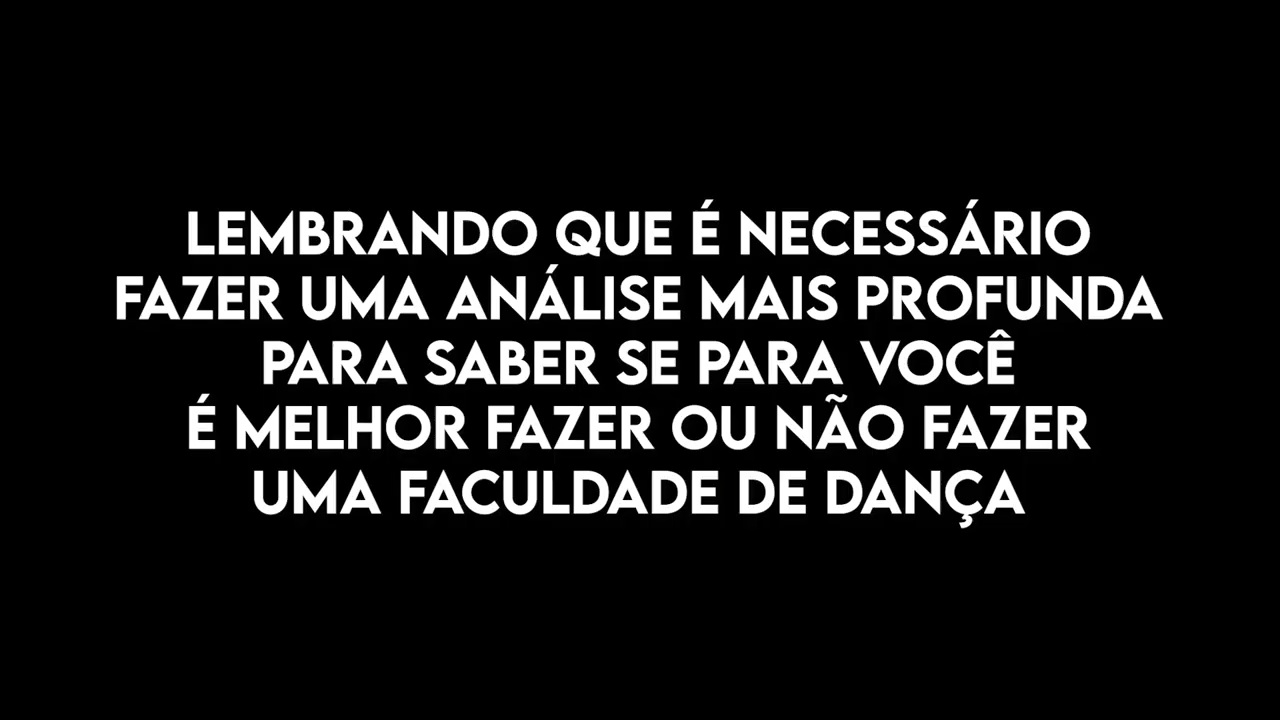 LEMBRANDO QUE É NECESSÁRIO
FAZER UMA ANÁLISE MAIS PROFUNDA
PARA SABER SE PARA VOCÊ
É MELHOR FAZER OU NÃO FAZER
UMA FACULDADE DE DANÇA